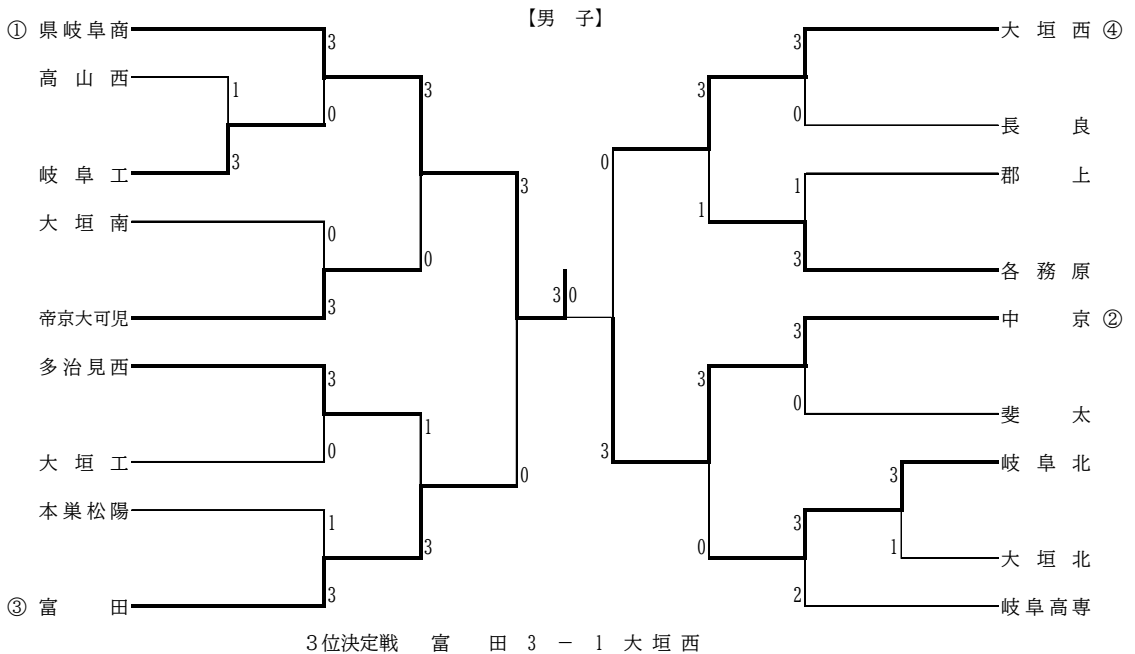 【男 子】
① 県岐阜商 3 3 大垣西 ④
高山西 1 3 3
0 0 長良
岐阜工 3 0 郡上
3 1
大垣南 0 0 1
3 0 3 各務原
帝京大可児 3 中京 ②
3
多治見西 3 3
1 0 斐太
大垣工 0 3 岐阜北
0 3
本巣松陽 1 3
3 0 1 大垣北
③ 富田 3 2 岐阜高専
3位決定戦 富田 3 － 1 大垣西